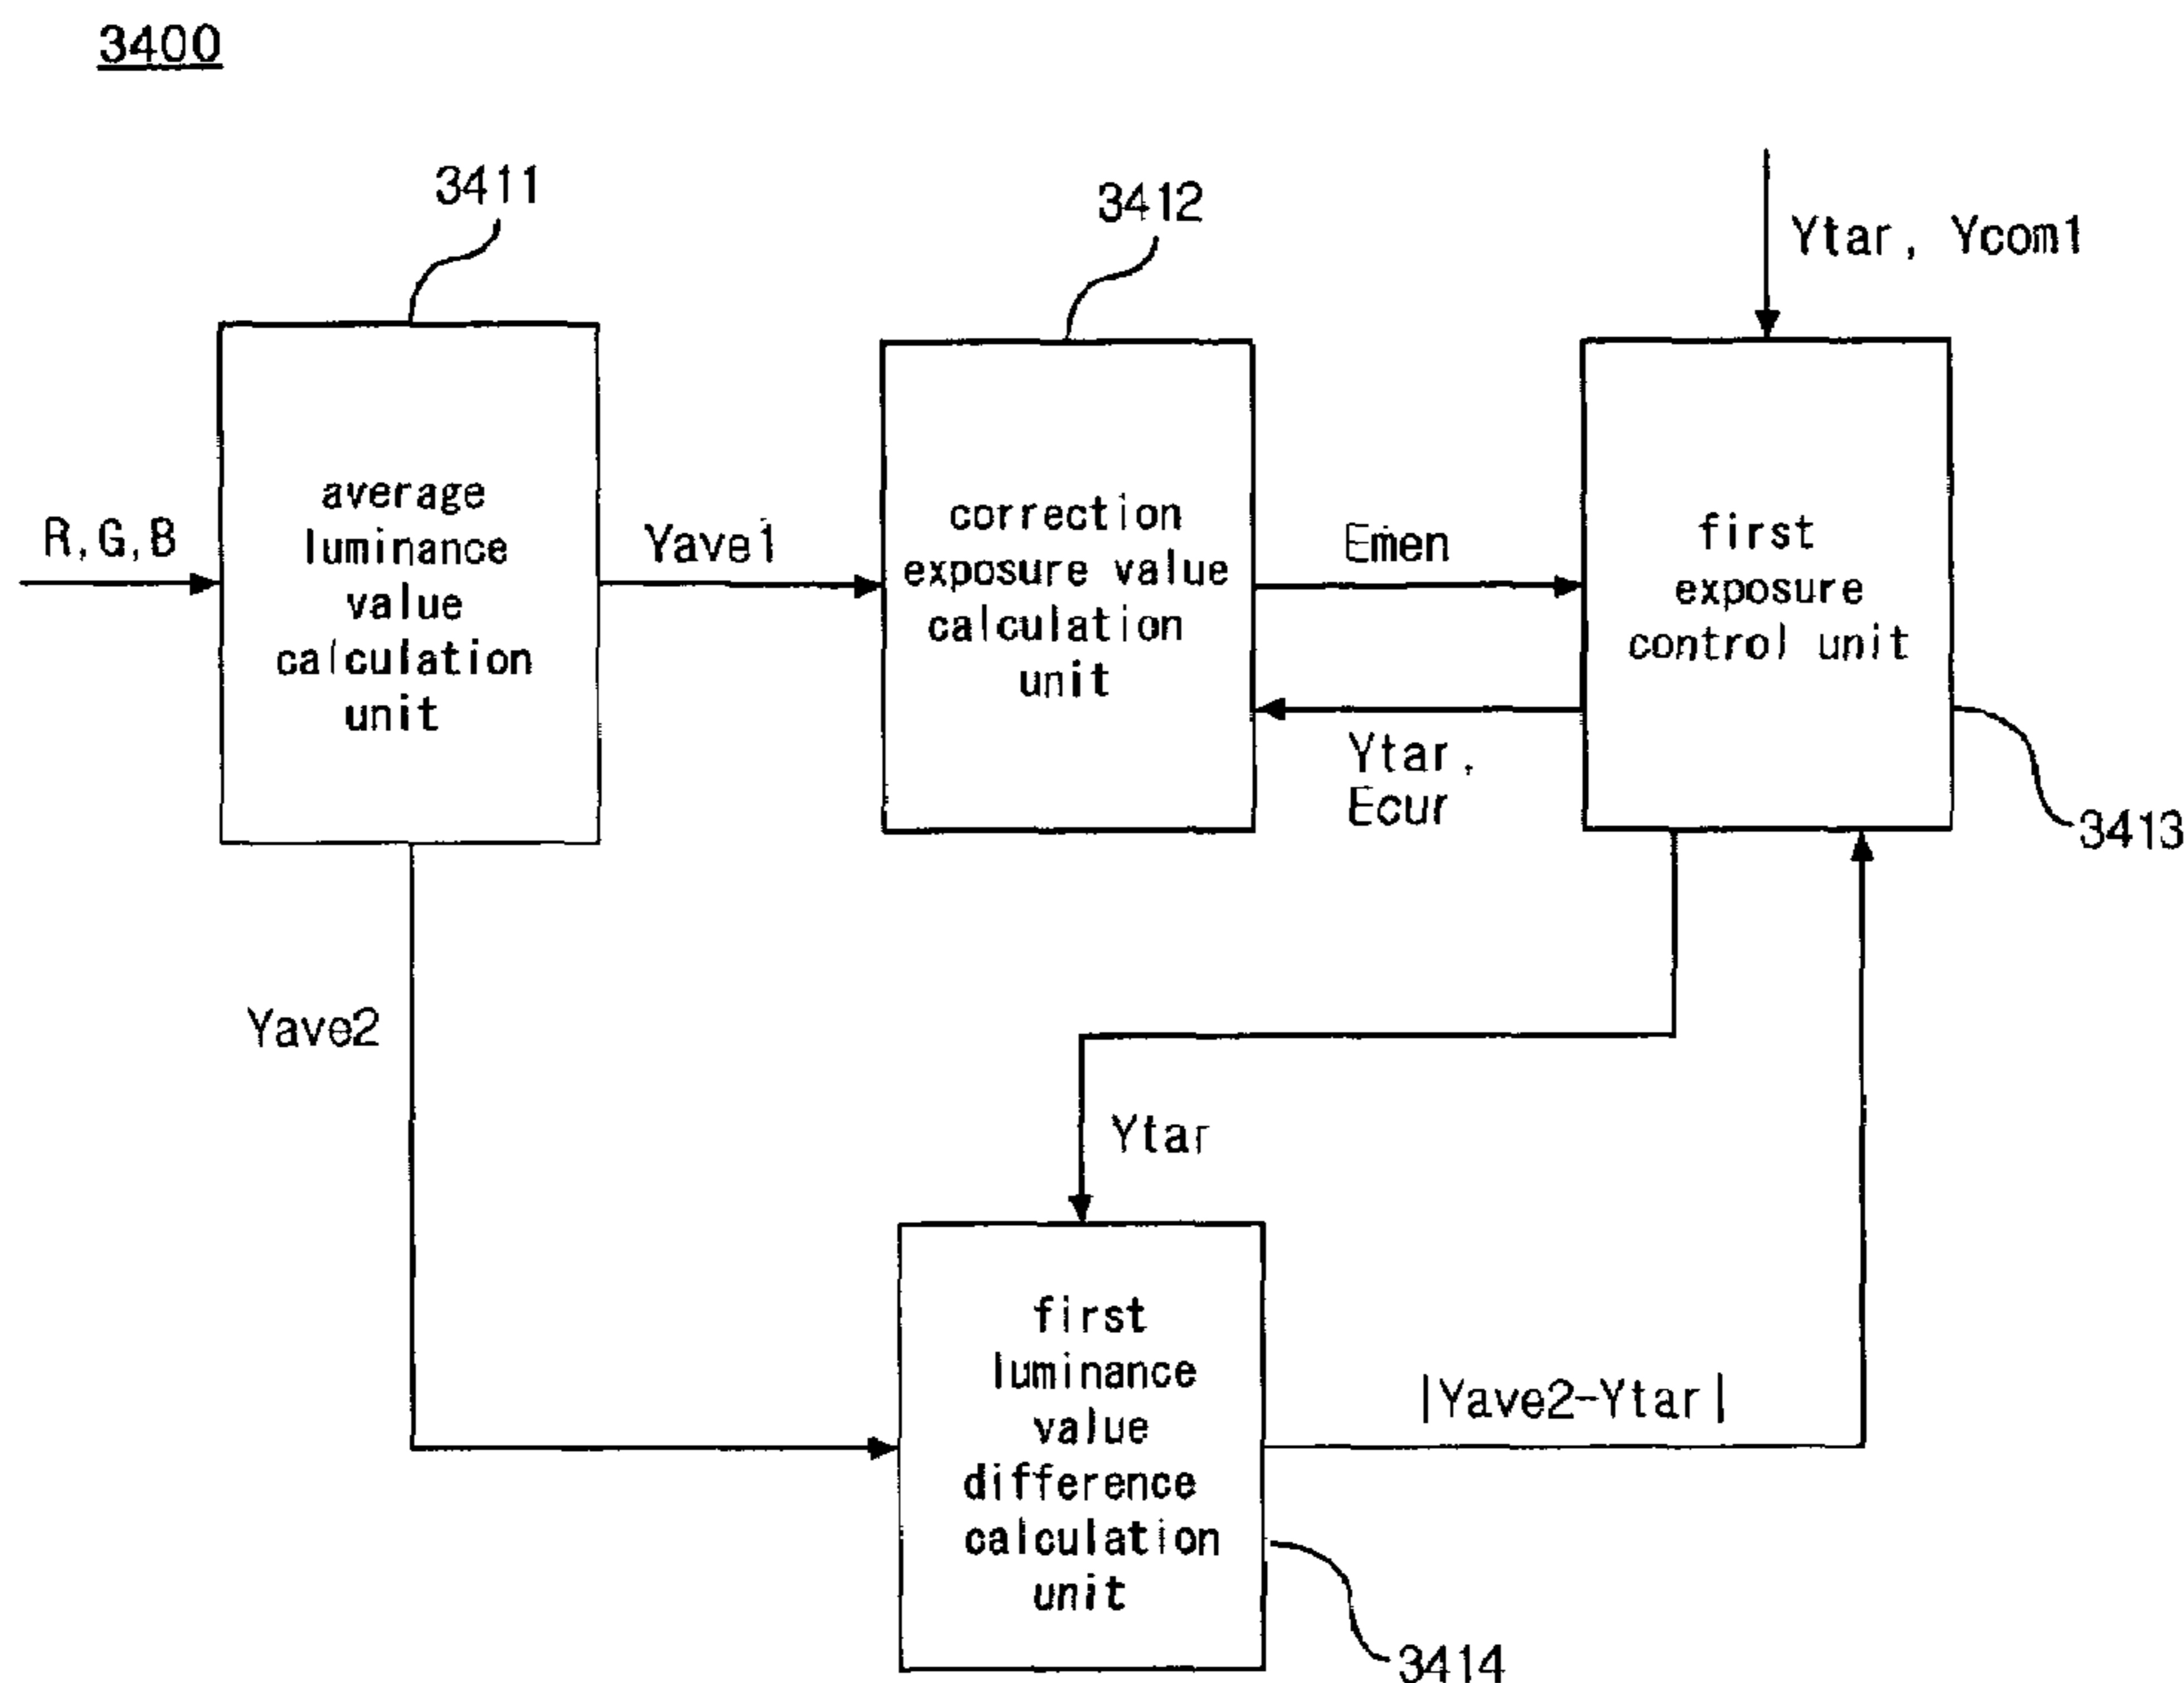 3400
3411
3412
Ytar, Ycom1
average
luminance
value
calculation
unit
R,G,B
Yave1
correction
exposure value
calculation
unit
Emen
Ytar,
Ecur
first
exposure
control unit
3413
Yave2
Ytar
first
luminance
value
difference
calculation
unit
|Yave2-Ytar|
3414